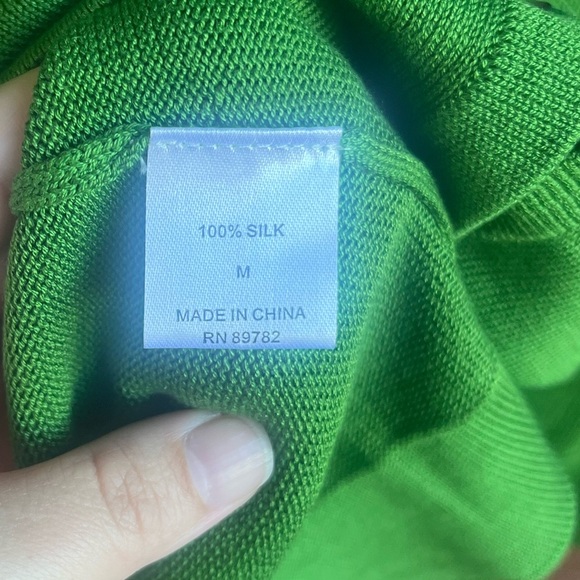 100% SILK
M
MADE IN CHINA
RN 89782